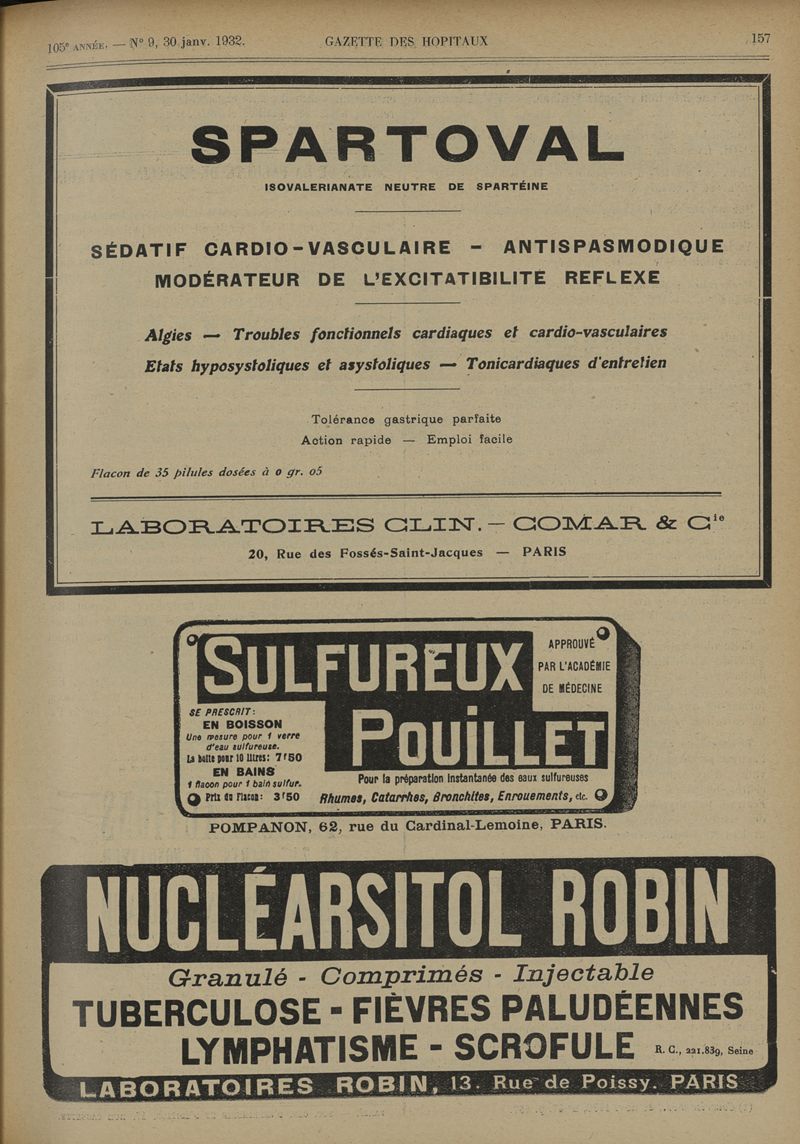 105e ANNÉE. — N° 9, 30 janv. 1932. GAZETTE DES HOPITAUX 157
SPARTOVAL
ISOVALERIANATE NEUTRE DE SPARTÉINE
SÉDATIF CARDIO-VASCULAIRE - ANTISPASMODIQUE
MODÉRATEUR DE L'EXCITATIBILITÉ REFLEXE
Algies — Troubles fonctionnels cardiaques et cardio-vasculaires
Etats hyposystoliques et asystoliques — Tonicardiaques d'entretien
Tolérance gastrique parfaite
Action rapide — Emploi facile
Flacon de 35 pilules dosées à 0 gr. 05
LABORATOIRES CLIN. — COMAR & Cie
20, Rue des Fossés-Saint-Jacques — PARIS
SULFUREUX
POUILLET
APPROUVÉ
PAR L'ACADÉMIE
DE MÉDECINE
SE PRESCRIT:
EN BOISSON
Une mesure pour 1 verre
d'eau sulfureuse.
La boîte pour 10 litres: 7f50
EN BAINS
1 flacon pour 1 bain sulfur.
Prix du flacon: 3f50
Pour la préparation instantanée des eaux sulfureuses
Rhumes, Catarrhes, Bronchites, Enrouements, etc.
POMPANON, 62, rue du Cardinal-Lemoine, PARIS.
NUCLÉARSITOL ROBIN
Granulé - Comprimés - Injectable
TUBERCULOSE - FIÈVRES PALUDÉENNES
LYMPHATISME - SCROFULE R. C., 221.839, Seine
LABORATOIRES ROBIN, 13. Rue de Poissy. PARIS